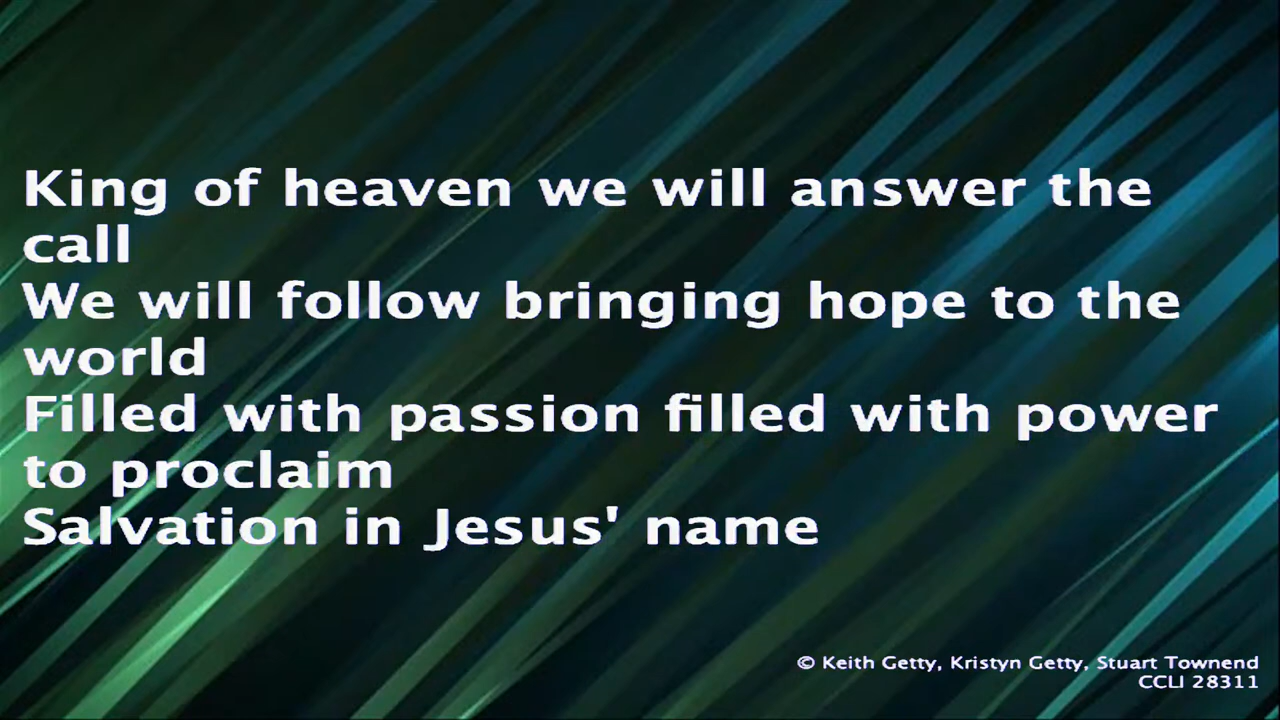 King of heaven we will answer the
call
We will follow bringing hope to the
world
Filled with passion filled with power
to proclaim
Salvation in Jesus' name
© Keith Getty, Kristyn Getty, Stuart Townend
CCLI 28311